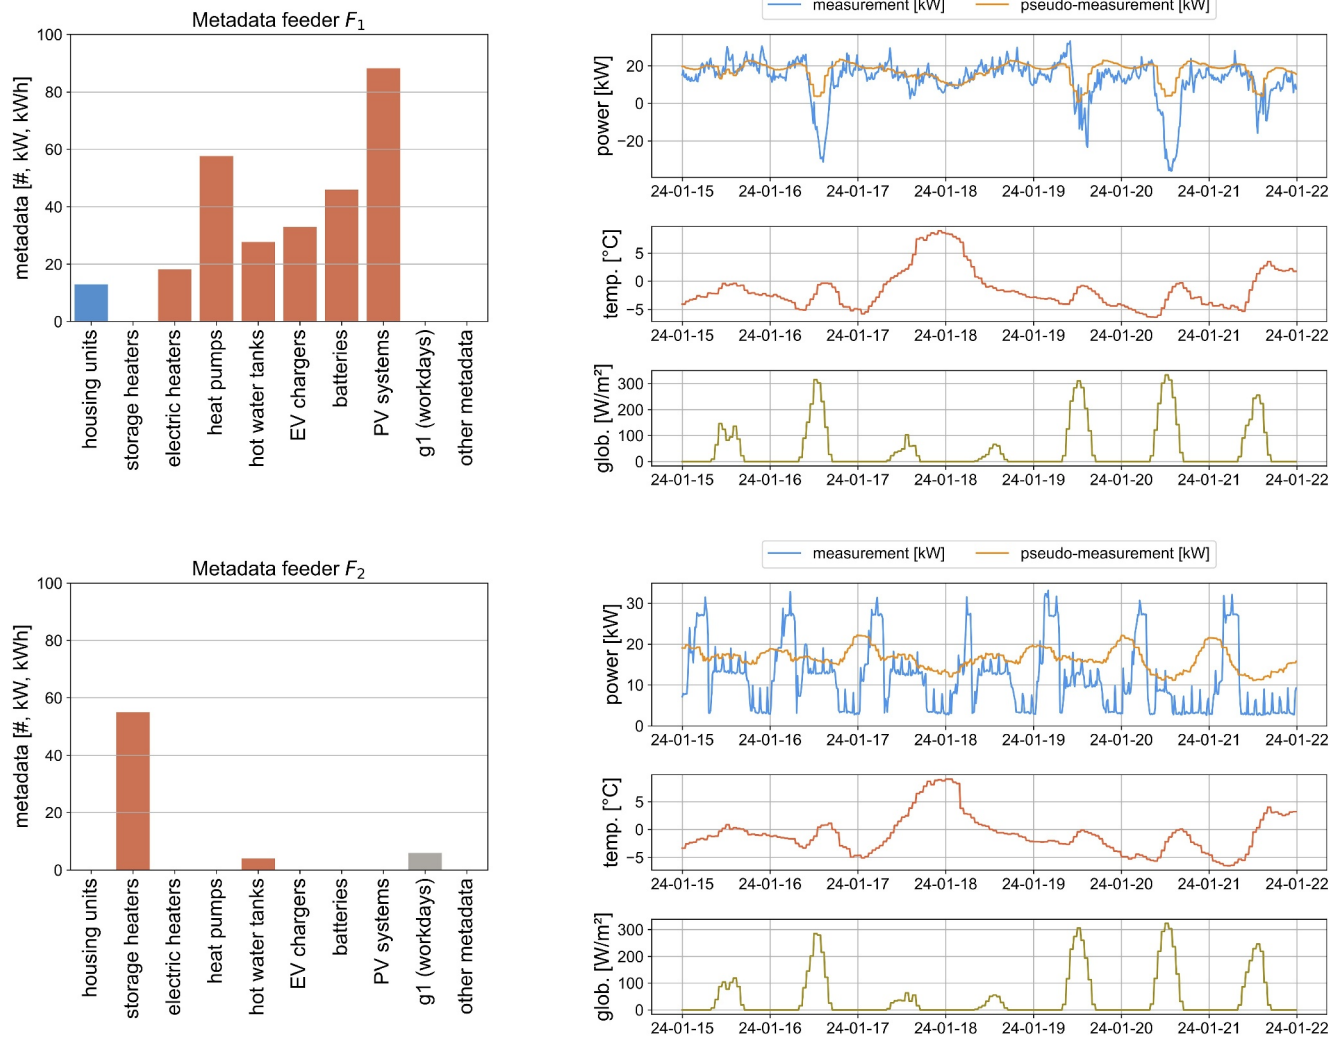 Metadata feeder F1
metadata [#, kW, kWh]
100
80
60
40
20
0
housing units
storage heaters
electric heaters
heat pumps
hot water tanks
EV chargers
batteries
PV systems
g1 (workdays)
other metadata
measurement [kW] pseudo-measurement [kW]
power [kW]
20
0
−20
24-01-15 24-01-16 24-01-17 24-01-18 24-01-19 24-01-20 24-01-21 24-01-22
temp. [°C]
5
0
−5
24-01-15 24-01-16 24-01-17 24-01-18 24-01-19 24-01-20 24-01-21 24-01-22
glob. [W/m²]
300
200
100
0
24-01-15 24-01-16 24-01-17 24-01-18 24-01-19 24-01-20 24-01-21 24-01-22
Metadata feeder F2
metadata [#, kW, kWh]
100
80
60
40
20
0
housing units
storage heaters
electric heaters
heat pumps
hot water tanks
EV chargers
batteries
PV systems
g1 (workdays)
other metadata
measurement [kW] pseudo-measurement [kW]
power [kW]
30
20
10
0
24-01-15 24-01-16 24-01-17 24-01-18 24-01-19 24-01-20 24-01-21 24-01-22
temp. [°C]
5
0
−5
24-01-15 24-01-16 24-01-17 24-01-18 24-01-19 24-01-20 24-01-21 24-01-22
glob. [W/m²]
300
200
100
0
24-01-15 24-01-16 24-01-17 24-01-18 24-01-19 24-01-20 24-01-21 24-01-22